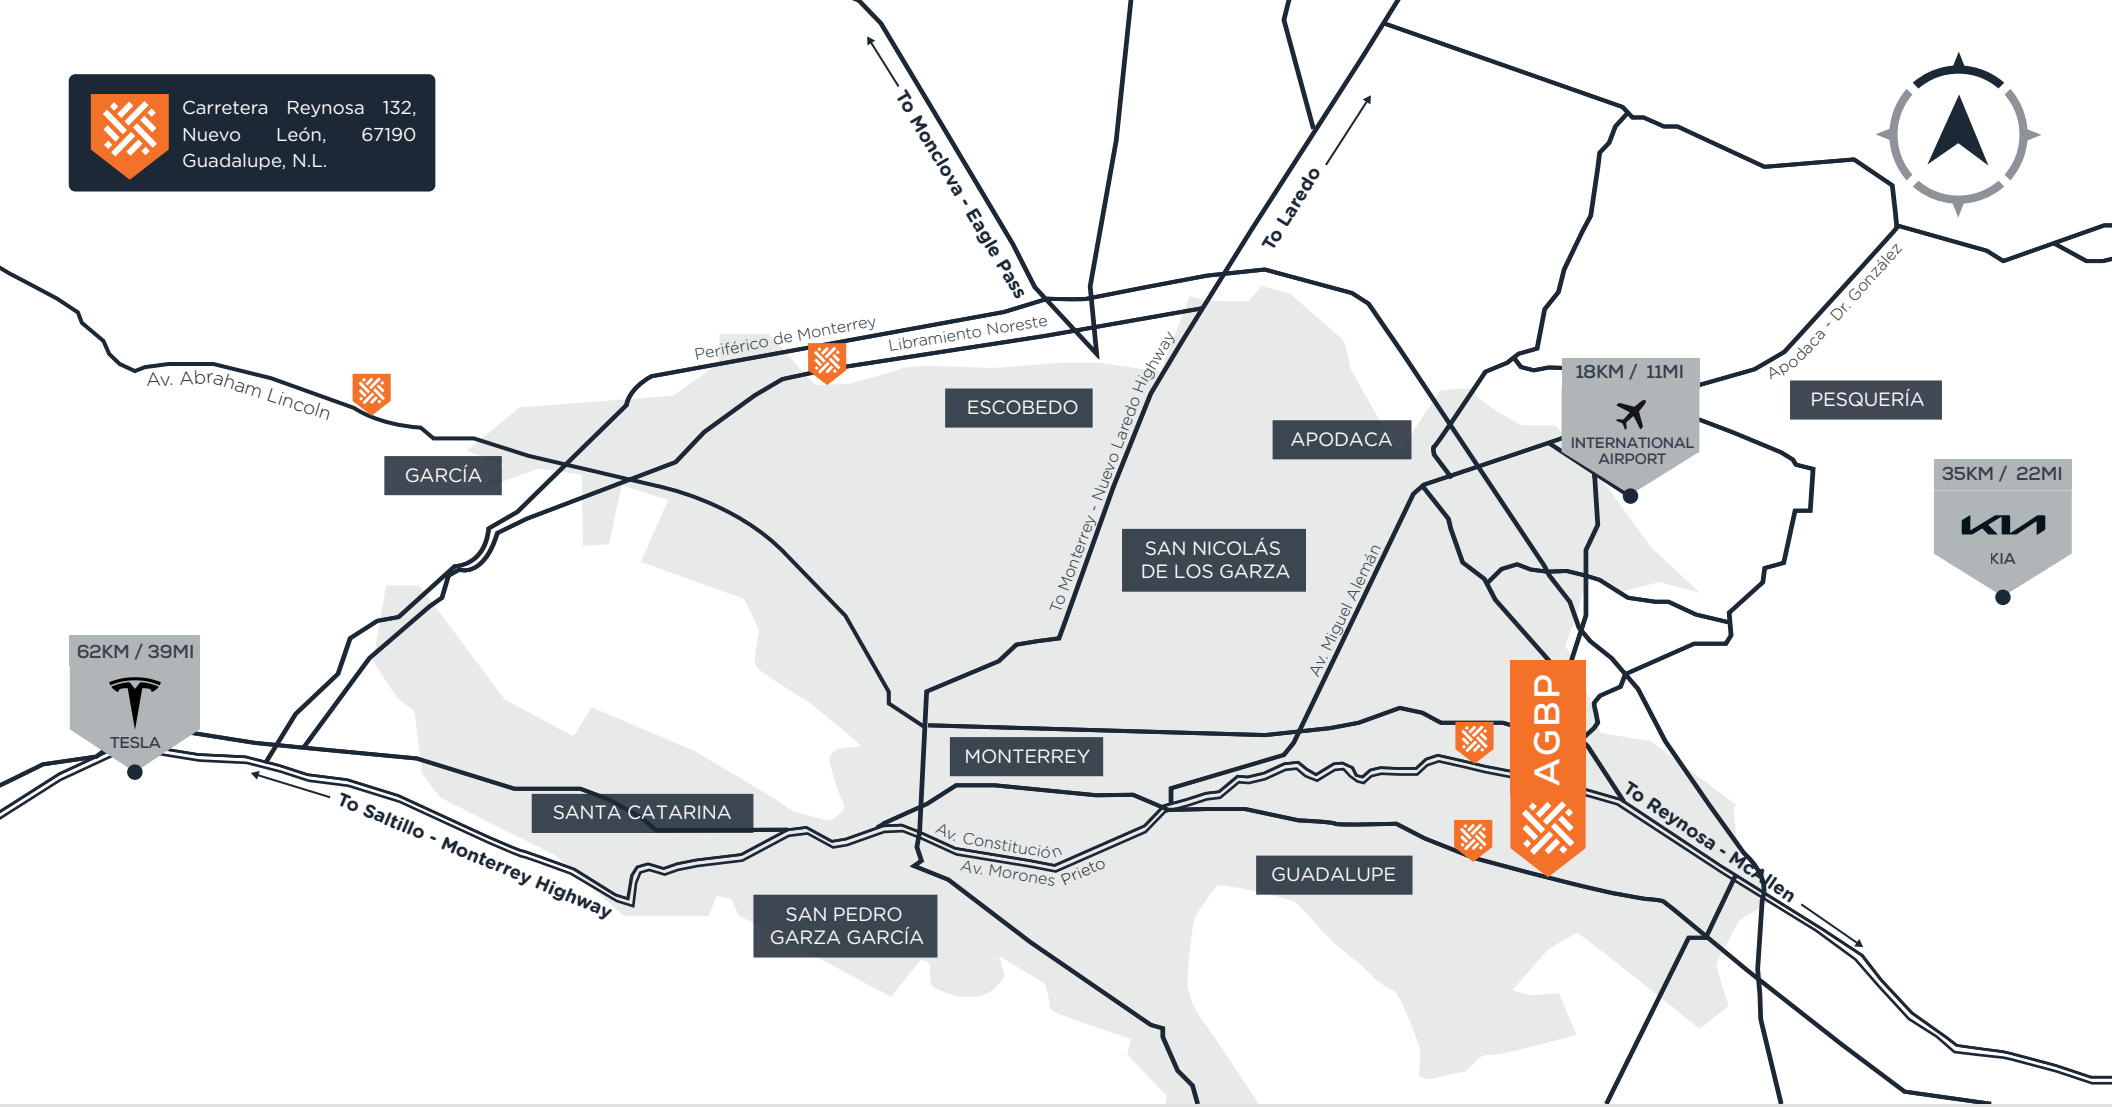 Carretera Reynosa 132,
Nuevo León, 67190
Guadalupe, N.L.
To Monclova - Eagle Pass
To Laredo
Apodaca - Dr. González
Periférico de Monterrey
Libramiento Noreste
Av. Abraham Lincoln
To Monterrey - Nuevo Laredo Highway
18KM / 11MI
INTERNATIONAL
AIRPORT
PESQUERÍA
ESCOBEDO
APODACA
GARCÍA
35KM / 22MI
KIA
KIA
SAN NICOLÁS
DE LOS GARZA
Av. Miguel Alemán
62KM / 39MI
TESLA
AGBP
MONTERREY
SANTA CATARINA
To Saltillo - Monterrey Highway
Av. Constitución
Av. Morones Prieto
To Reynosa - McAllen
GUADALUPE
SAN PEDRO
GARZA GARCÍA